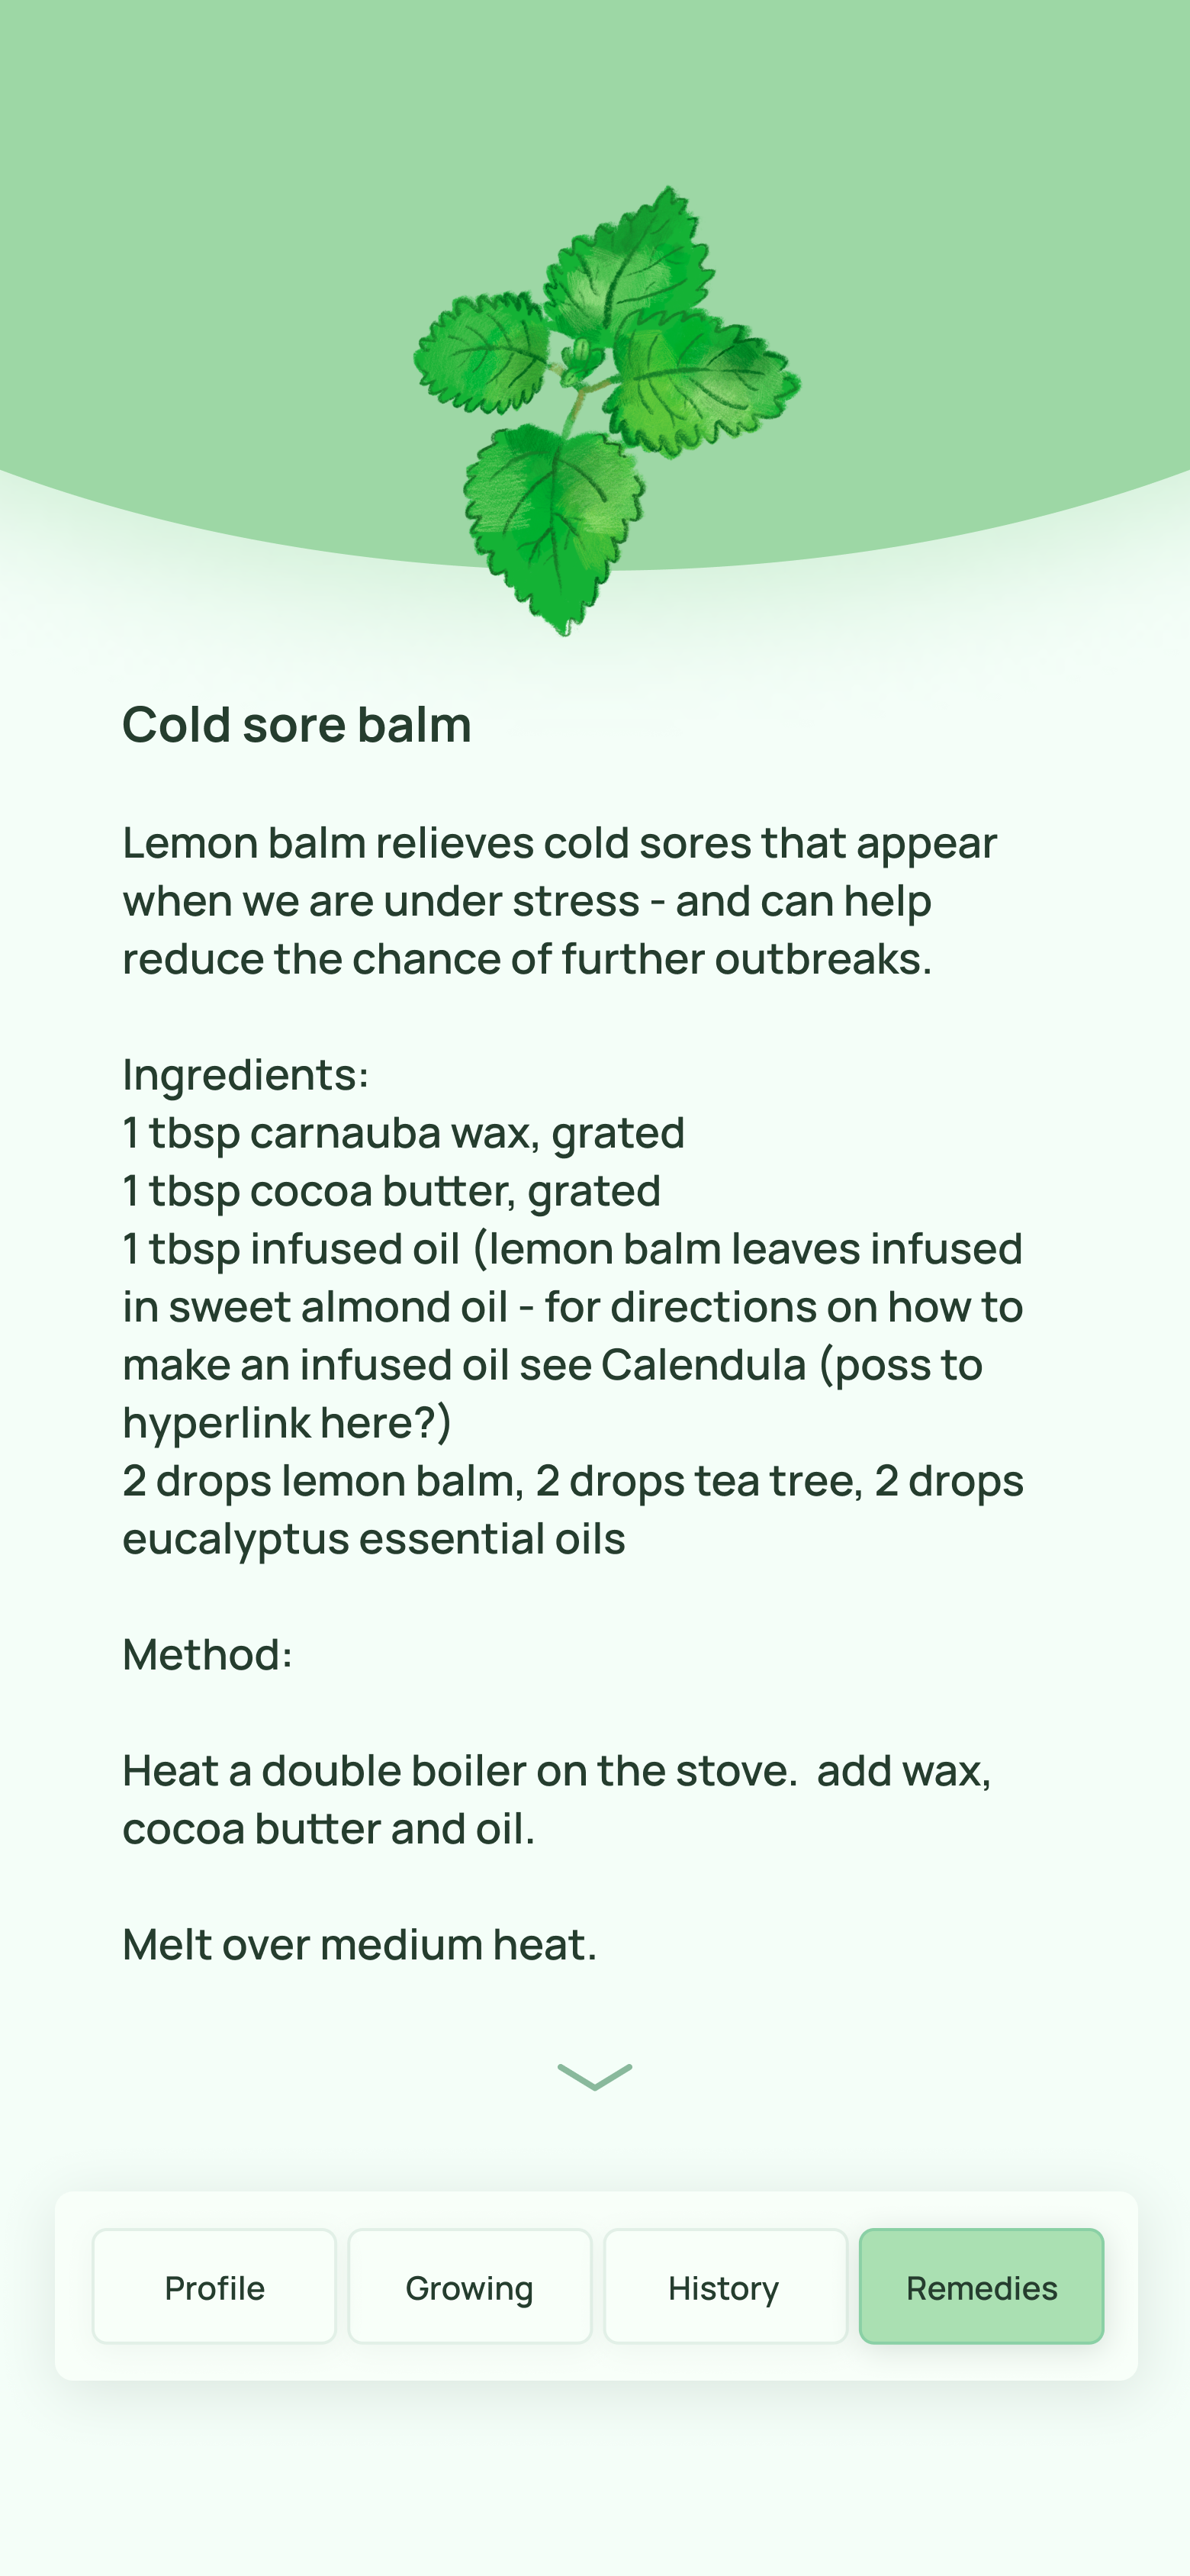 Cold sore balm
Lemon balm relieves cold sores that appear
when we are under stress - and can help
reduce the chance of further outbreaks.
Ingredients:
1 tbsp carnauba wax, grated
1 tbsp cocoa butter, grated
1 tbsp infused oil (lemon balm leaves infused
in sweet almond oil - for directions on how to
make an infused oil see Calendula (poss to
hyperlink here?)
2 drops lemon balm, 2 drops tea tree, 2 drops
eucalyptus essential oils
Method:
Heat a double boiler on the stove.  add wax,
cocoa butter and oil.
Melt over medium heat.
Profile
Growing
History
Remedies